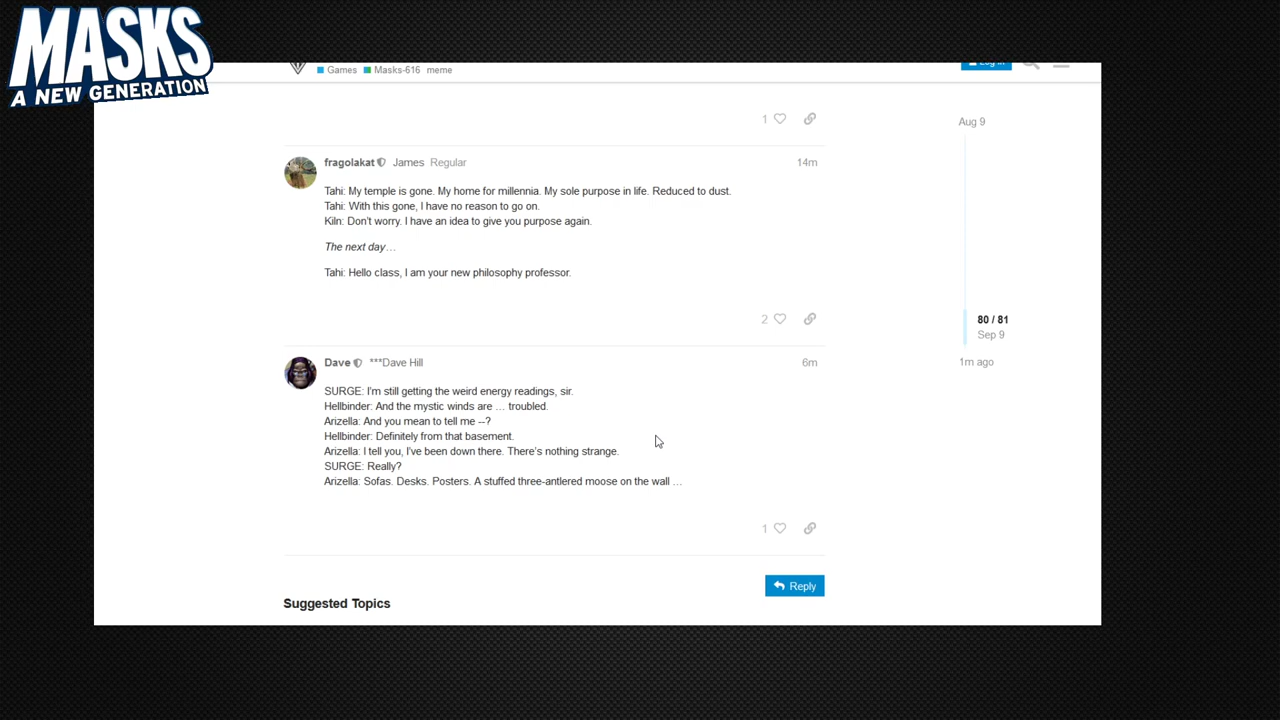 MASKS
A NEW GENERATION
Games Masks-616 meme
Log In
1
Aug 9
fragolakat James Regular 14m
Tahi: My temple is gone. My home for millennia. My sole purpose in life. Reduced to dust.
Tahi: With this gone, I have no reason to go on.
Kiln: Don’t worry. I have an idea to give you purpose again.
The next day…
Tahi: Hello class, I am your new philosophy professor.
2
80 / 81
Sep 9
1m ago
Dave ***Dave Hill 6m
SURGE: I’m still getting the weird energy readings, sir.
Hellbinder: And the mystic winds are … troubled.
Arizella: And you mean to tell me --?
Hellbinder: Definitely from that basement.
Arizella: I tell you, I’ve been down there. There’s nothing strange.
SURGE: Really?
Arizella: Sofas. Desks. Posters. A stuffed three-antlered moose on the wall …
1
Reply
Suggested Topics